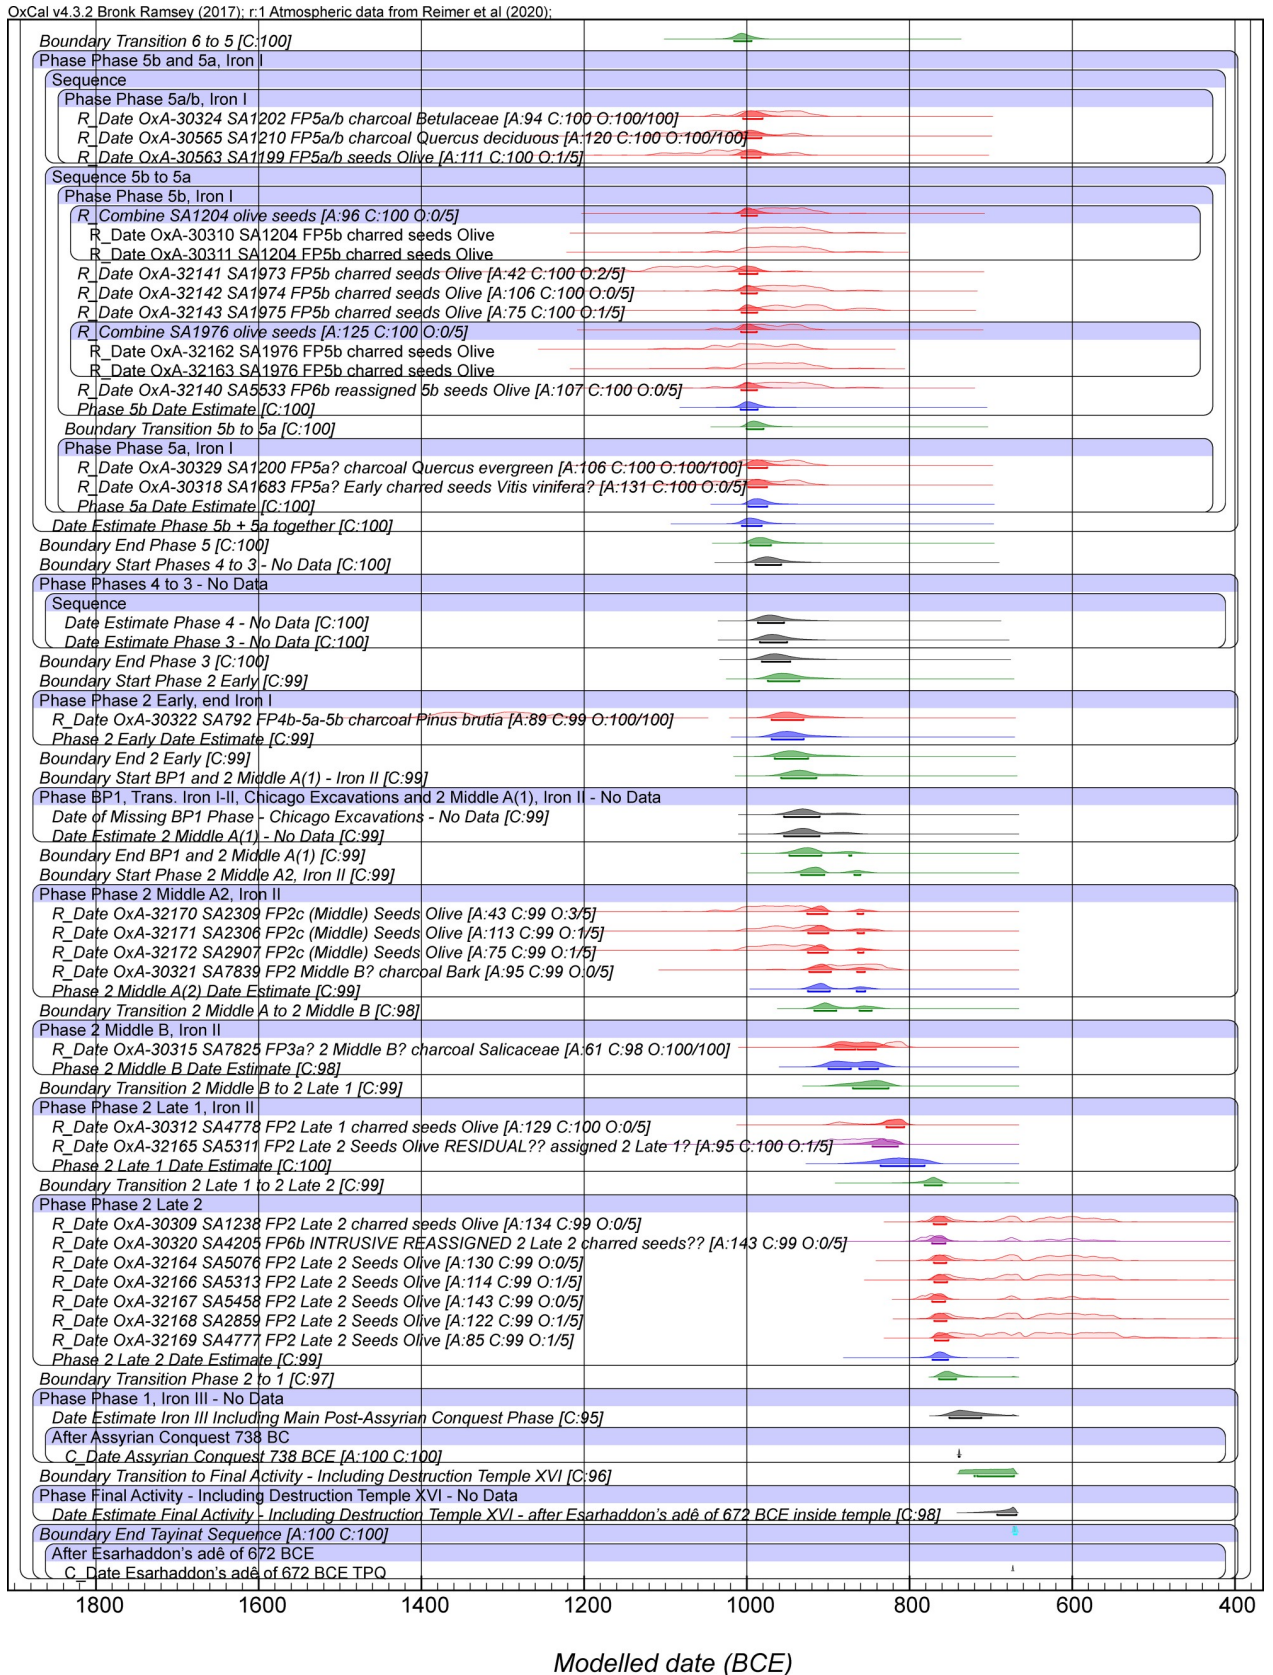 OxCal v4.3.2 Bronk Ramsey (2017); r:1 Atmospheric data from Reimer et al (2020);
Boundary Transition 6 to 5 [C:100]
Phase Phase 5b and 5a, Iron I
Sequence
Phase Phase 5a/b, Iron I
R_Date OxA-30324 SA1202 FP5a/b charcoal Betulaceae [A:94 C:100 O:100/100]
R_Date OxA-30565 SA1210 FP5a/b charcoal Quercus deciduous [A:120 C:100 O:100/100]
R_Date OxA-30563 SA1199 FP5a/b seeds Olive [A:111 C:100 O:1/5]
Sequence 5b to 5a
Phase Phase 5b, Iron I
R_Combine SA1204 olive seeds [A:96 C:100 O:0/5]
R_Date OxA-30310 SA1204 FP5b charred seeds Olive
R_Date OxA-30311 SA1204 FP5b charred seeds Olive
R_Date OxA-32141 SA1973 FP5b charred seeds Olive [A:42 C:100 O:2/5]
R_Date OxA-32142 SA1974 FP5b charred seeds Olive [A:106 C:100 O:0/5]
R_Date OxA-32143 SA1975 FP5b charred seeds Olive [A:75 C:100 O:1/5]
R_Combine SA1976 olive seeds [A:125 C:100 O:0/5]
R_Date OxA-32162 SA1976 FP5b charred seeds Olive
R_Date OxA-32163 SA1976 FP5b charred seeds Olive
R_Date OxA-32140 SA5533 FP6b reassigned 5b seeds Olive [A:107 C:100 O:0/5]
Phase 5b Date Estimate [C:100]
Boundary Transition 5b to 5a [C:100]
Phase Phase 5a, Iron I
R_Date OxA-30329 SA1200 FP5a? charcoal Quercus evergreen [A:106 C:100 O:100/100]
R_Date OxA-30318 SA1683 FP5a? Early charred seeds Vitis vinifera? [A:131 C:100 O:0/5]
Phase 5a Date Estimate [C:100]
Date Estimate Phase 5b + 5a together [C:100]
Boundary End Phase 5 [C:100]
Boundary Start Phases 4 to 3 - No Data [C:100]
Phase Phases 4 to 3 - No Data
Sequence
Date Estimate Phase 4 - No Data [C:100]
Date Estimate Phase 3 - No Data [C:100]
Boundary End Phase 3 [C:100]
Boundary Start Phase 2 Early [C:99]
Phase Phase 2 Early, end Iron I
R_Date OxA-30322 SA792 FP4b-5a-5b charcoal Pinus brutia [A:89 C:99 O:100/100]
Phase 2 Early Date Estimate [C:99]
Boundary End 2 Early [C:99]
Boundary Start BP1 and 2 Middle A(1) - Iron II [C:99]
Phase BP1, Trans. Iron I-II, Chicago Excavations and 2 Middle A(1), Iron II - No Data
Date of Missing BP1 Phase - Chicago Excavations - No Data [C:99]
Date Estimate 2 Middle A(1) - No Data [C:99]
Boundary End BP1 and 2 Middle A(1) [C:99]
Boundary Start Phase 2 Middle A2, Iron II [C:99]
Phase Phase 2 Middle A2, Iron II
R_Date OxA-32170 SA2309 FP2c (Middle) Seeds Olive [A:43 C:99 O:3/5]
R_Date OxA-32171 SA2306 FP2c (Middle) Seeds Olive [A:113 C:99 O:1/5]
R_Date OxA-32172 SA2907 FP2c (Middle) Seeds Olive [A:75 C:99 O:1/5]
R_Date OxA-30321 SA7839 FP2 Middle B? charcoal Bark [A:95 C:99 O:0/5]
Phase 2 Middle A(2) Date Estimate [C:99]
Boundary Transition 2 Middle A to 2 Middle B [C:98]
Phase 2 Middle B, Iron II
R_Date OxA-30315 SA7825 FP3a? 2 Middle B? charcoal Salicaceae [A:61 C:98 O:100/100]
Phase 2 Middle B Date Estimate [C:98]
Boundary Transition 2 Middle B to 2 Late 1 [C:99]
Phase Phase 2 Late 1, Iron II
R_Date OxA-30312 SA4778 FP2 Late 1 charred seeds Olive [A:129 C:100 O:0/5]
R_Date OxA-32165 SA5311 FP2 Late 2 Seeds Olive RESIDUAL?? assigned 2 Late 1? [A:95 C:100 O:1/5]
Phase 2 Late 1 Date Estimate [C:100]
Boundary Transition 2 Late 1 to 2 Late 2 [C:99]
Phase Phase 2 Late 2
R_Date OxA-30309 SA1238 FP2 Late 2 charred seeds Olive [A:134 C:99 O:0/5]
R_Date OxA-30320 SA4205 FP6b INTRUSIVE REASSIGNED 2 Late 2 charred seeds?? [A:143 C:99 O:0/5]
R_Date OxA-32164 SA5076 FP2 Late 2 Seeds Olive [A:130 C:99 O:0/5]
R_Date OxA-32166 SA5313 FP2 Late 2 Seeds Olive [A:114 C:99 O:1/5]
R_Date OxA-32167 SA5458 FP2 Late 2 Seeds Olive [A:143 C:99 O:0/5]
R_Date OxA-32168 SA2859 FP2 Late 2 Seeds Olive [A:122 C:99 O:1/5]
R_Date OxA-32169 SA4777 FP2 Late 2 Seeds Olive [A:85 C:99 O:1/5]
Phase 2 Late 2 Date Estimate [C:99]
Boundary Transition Phase 2 to 1 [C:97]
Phase Phase 1, Iron III - No Data
Date Estimate Iron III Including Main Post-Assyrian Conquest Phase [C:95]
After Assyrian Conquest 738 BC
C_Date Assyrian Conquest 738 BCE [A:100 C:100]
Boundary Transition to Final Activity - Including Destruction Temple XVI [C:96]
Phase Final Activity - Including Destruction Temple XVI - No Data
Date Estimate Final Activity - Including Destruction Temple XVI - after Esarhaddon's adê of 672 BCE inside temple [C:98]
Boundary End Tayinat Sequence [A:100 C:100]
After Esarhaddon's adê of 672 BCE
C_Date Esarhaddon's adê of 672 BCE TPQ
1800 1600 1400 1200 1000 800 600 400
Modelled date (BCE)